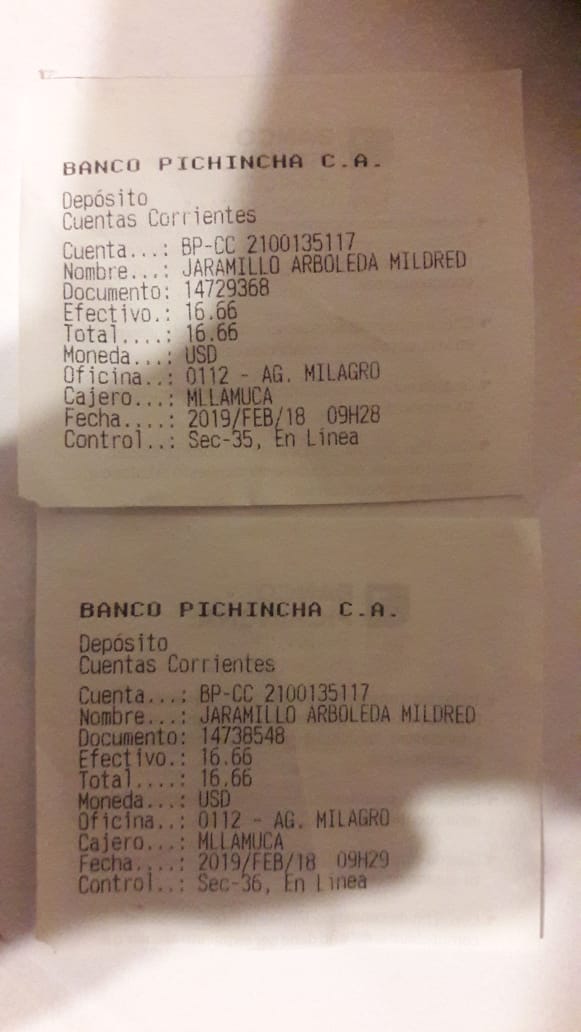 BANCO PICHINCHA C.A.
Depósito
Cuentas Corrientes
Cuenta...: BP-CC 2100135117
Nombre...: JARAMILLO ARBOLEDA MILDRED
Documento: 14729368
Efectivo.: 16.66
Total....: 16.66
Moneda...: USD
Oficina..: 0112 - AG. MILAGRO
Cajero...: MLLAMUCA
Fecha....: 2019/FEB/18 09H28
Control..: Sec-35, En Línea
BANCO PICHINCHA C.A.
Depósito
Cuentas Corrientes
Cuenta...: BP-CC 2100135117
Nombre...: JARAMILLO ARBOLEDA MILDRED
Documento: 14738548
Efectivo.: 16.66
Total....: 16.66
Moneda...: USD
Oficina..: 0112 - AG. MILAGRO
Cajero...: MLLAMUCA
Fecha....: 2019/FEB/18 09H29
Control..: Sec-36, En Línea